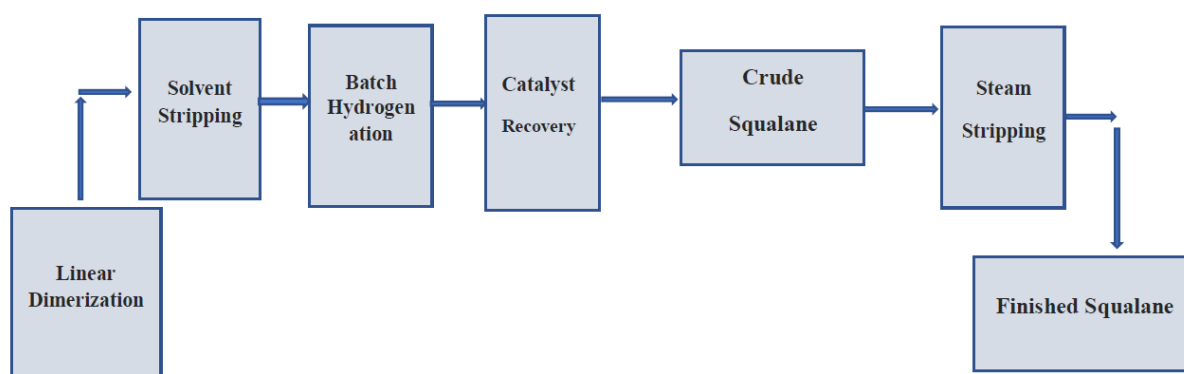 Linear
Dimerization
Solvent
Stripping
Batch
Hydrogen
ation
Catalyst
Recovery
Crude
Squalane
Steam
Stripping
Finished Squalane